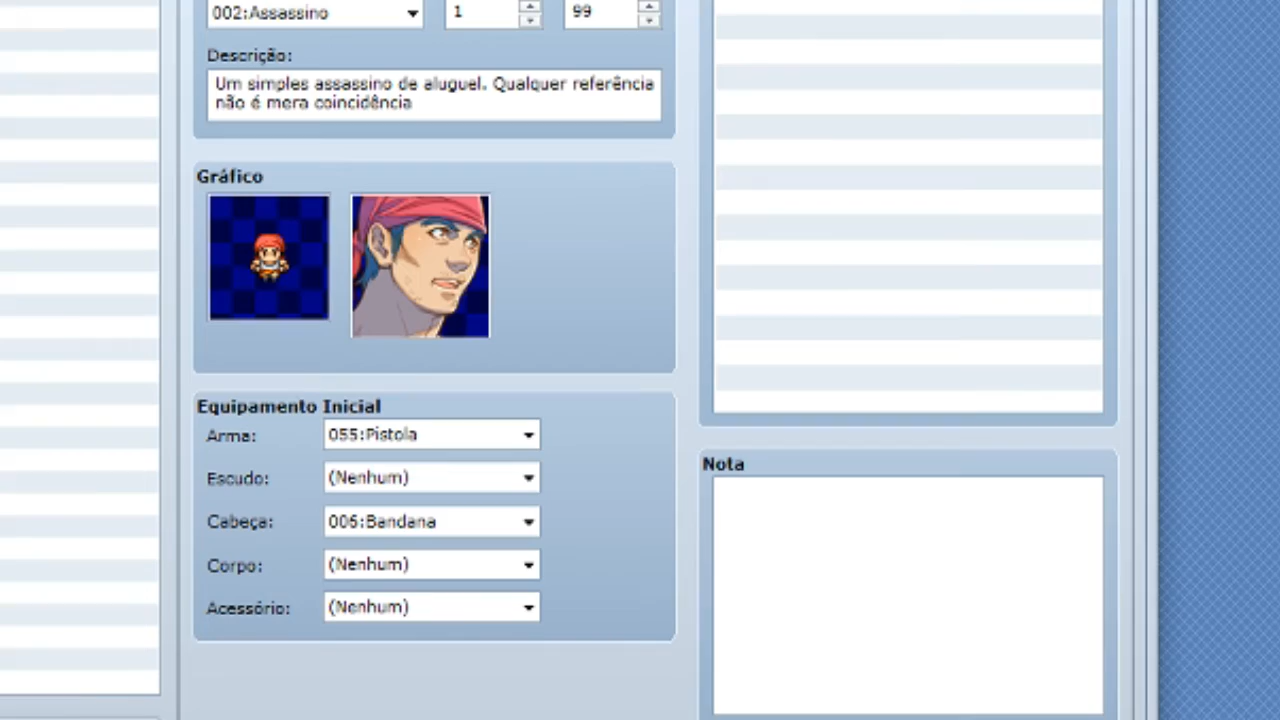 002:Assassino
1
99
Descrição:
Um simples assassino de aluguel. Qualquer referência
não é mera coincidência
Gráfico
Equipamento Inicial
Arma:
055:Pistola
Escudo:
(Nenhum)
Cabeça:
006:Bandana
Corpo:
(Nenhum)
Acessório:
(Nenhum)
Nota